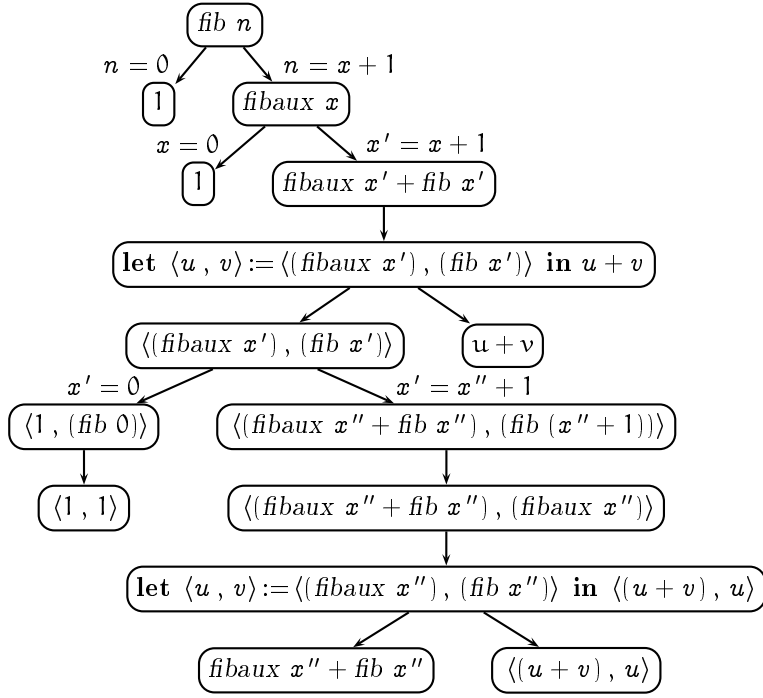 fib n
n = 0 n = x + 1
1 fibaux x
x = 0 x′ = x + 1
1 fibaux x′ + fib x′
let ⟨u , v⟩:=⟨(fibaux x′) , (fib x′)⟩ in u + v
⟨(fibaux x′) , (fib x′)⟩ u + v
x′ = 0 x′ = x″ + 1
⟨1 , (fib 0)⟩ ⟨(fibaux x″ + fib x″) , (fib (x″ + 1))⟩
⟨1 , 1⟩ ⟨(fibaux x″ + fib x″) , (fibaux x″)⟩
let ⟨u , v⟩:=⟨(fibaux x″) , (fib x″)⟩ in ⟨(u + v) , u⟩
fibaux x″ + fib x″ ⟨(u + v) , u⟩